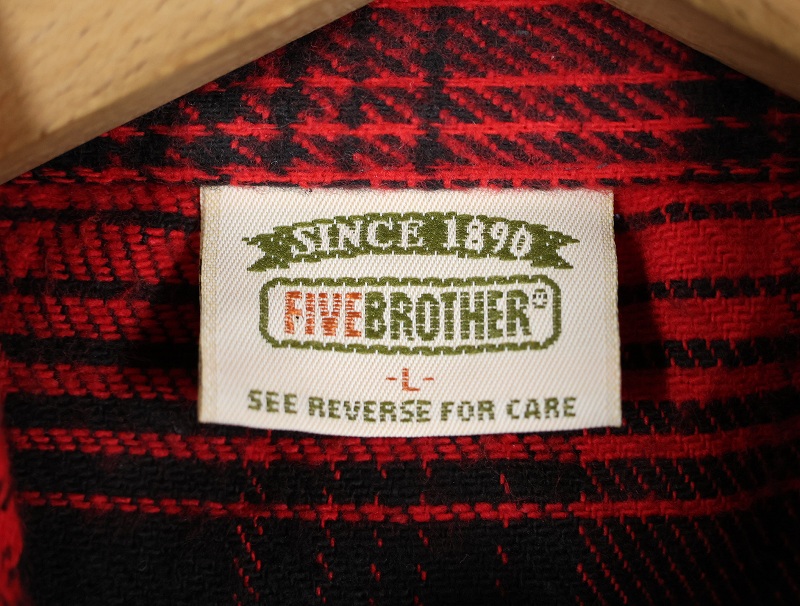 SINCE 1890
FIVEBROTHER®
-L-
SEE REVERSE FOR CARE